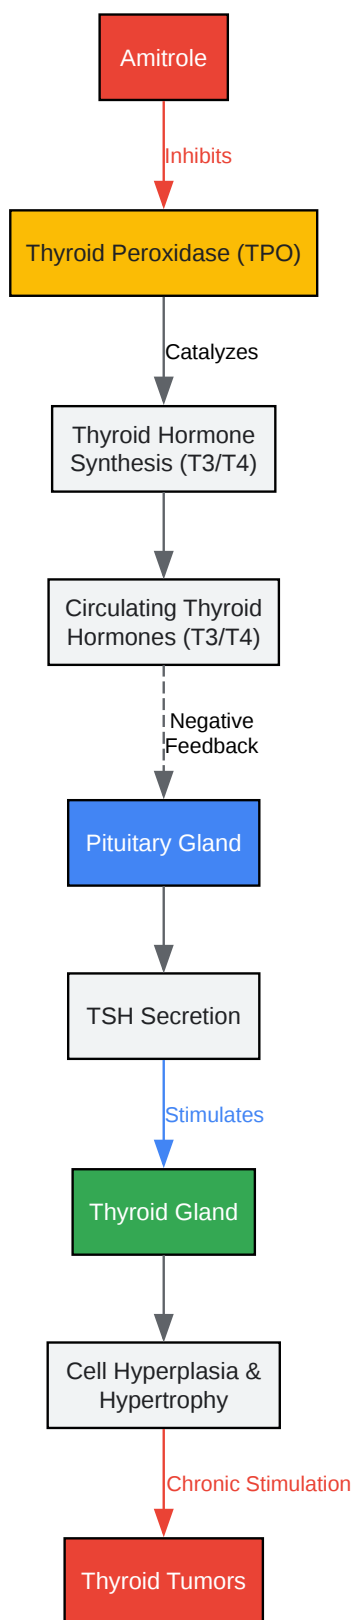 Amitrole
Inhibits
Thyroid Peroxidase (TPO)
Catalyzes
Thyroid Hormone
Synthesis (T3/T4)
Circulating Thyroid
Hormones (T3/T4)
Negative
Feedback
Pituitary Gland
TSH Secretion
Stimulates
Thyroid Gland
Cell Hyperplasia &
Hypertrophy
Chronic Stimulation
Thyroid Tumors